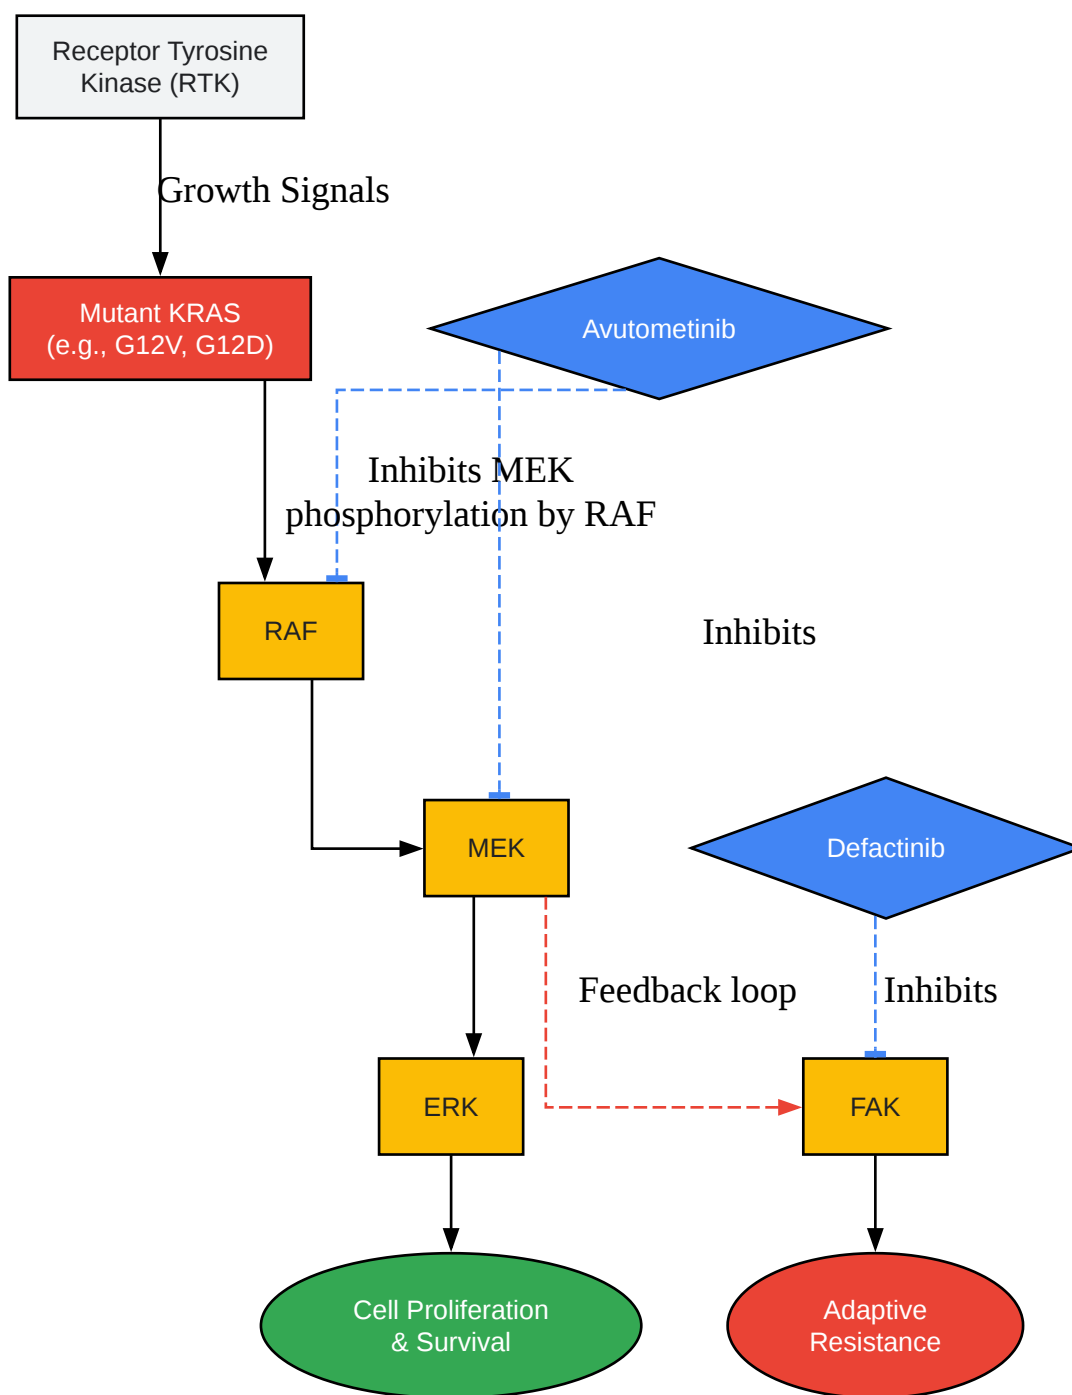 Receptor Tyrosine
Kinase (RTK)
Growth Signals
Mutant KRAS
(e.g., G12V, G12D)
Avutometinib
Inhibits MEK
phosphorylation by RAF
RAF
Inhibits
MEK
Defactinib
Feedback loop
Inhibits
ERK
FAK
Cell Proliferation
& Survival
Adaptive
Resistance